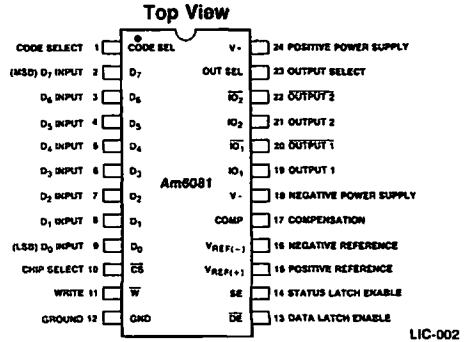 Top View
CODE SELECT 1 CODE SEL V- 24 POSITIVE POWER SUPPLY
(MSD) D7 INPUT 2 D7 OUT SEL 23 OUTPUT SELECT
D6 INPUT 3 D6 IO2 22 OUTPUT 2
D5 INPUT 4 D5 IO2 21 OUTPUT 2
D4 INPUT 5 D4 IO1 20 OUTPUT 1
D3 INPUT 6 D3 IO1 19 OUTPUT 1
Am6081
D2 INPUT 7 D2 V- 18 NEGATIVE POWER SUPPLY
D1 INPUT 8 D1 COMP 17 COMPENSATION
(LSD) D0 INPUT 9 D0 VREF(-) 16 NEGATIVE REFERENCE
CHIP SELECT 10 CS VREF(+) 15 POSITIVE REFERENCE
WRITE 11 W SE 14 STATUS LATCH ENABLE
GROUND 12 GND DE 13 DATA LATCH ENABLE
LIC-002